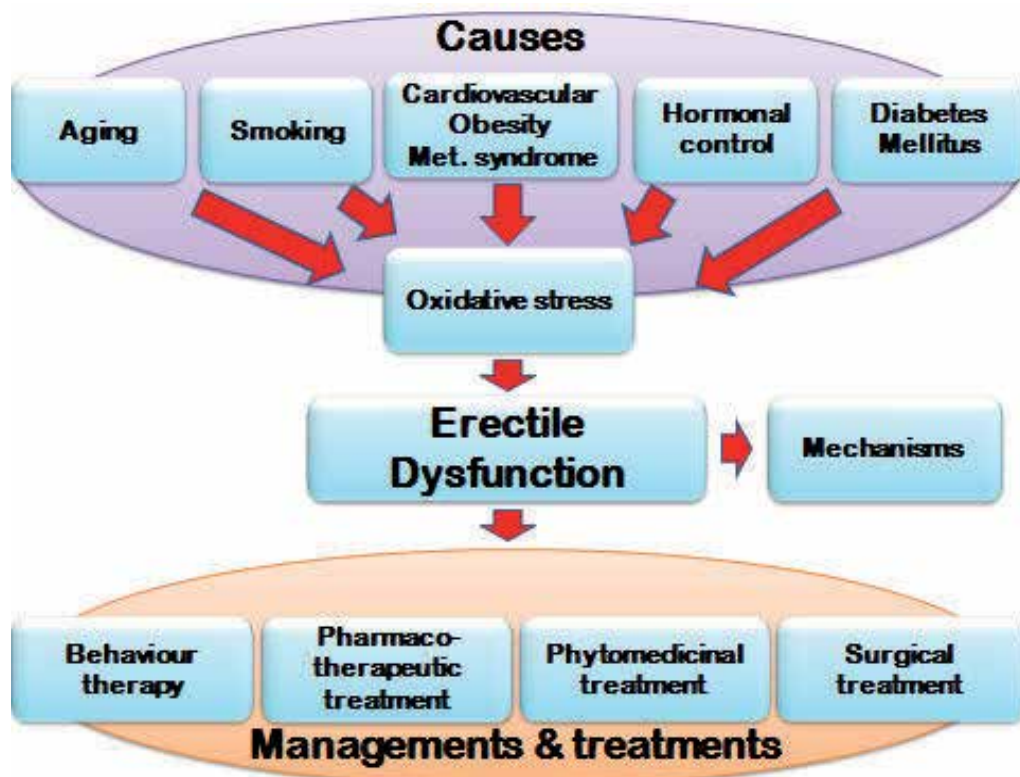 Causes
Aging
Smoking
Cardiovascular
Obesity
Met. syndrome
Hormonal
control
Diabetes
Mellitus
Oxidative stress
Erectile
Dysfunction
Mechanisms
Behaviour
therapy
Pharmaco-
therapeutic
treatment
Phytomedicinal
treatment
Surgical
treatment
Managements & treatments